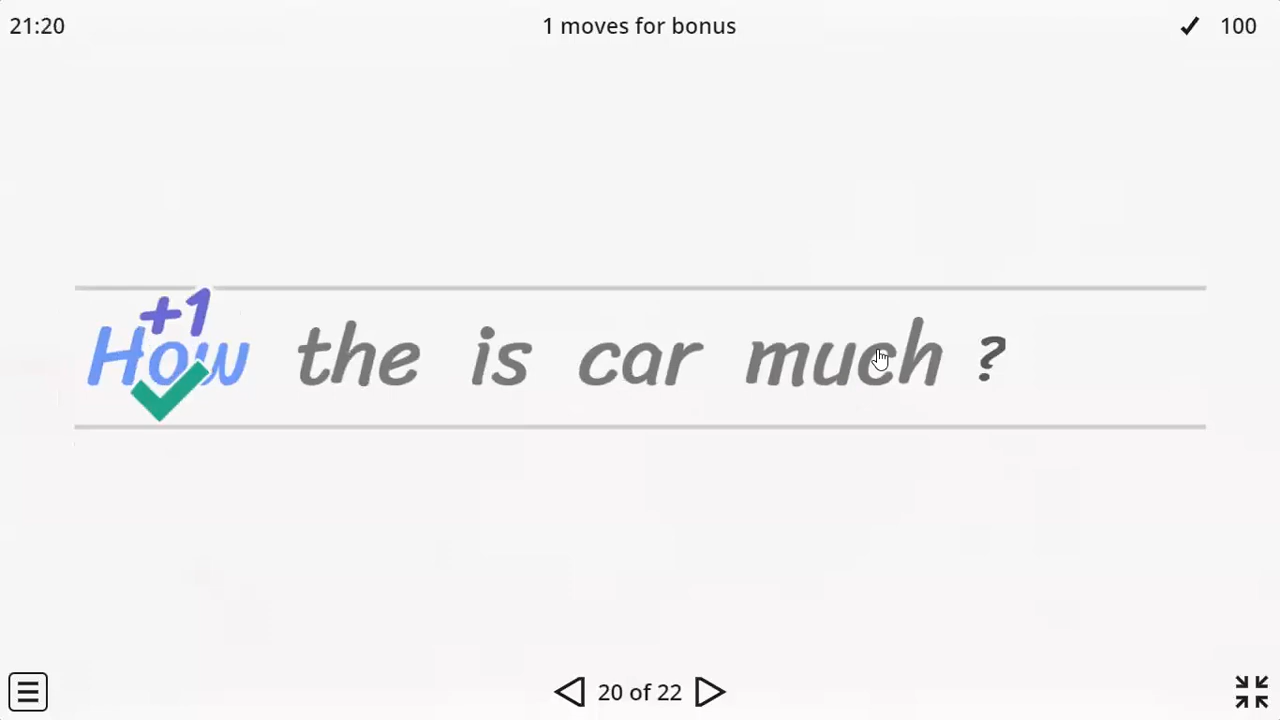 21:20 1 moves for bonus ✓ 100
+1
How the is car much ?
20 of 22